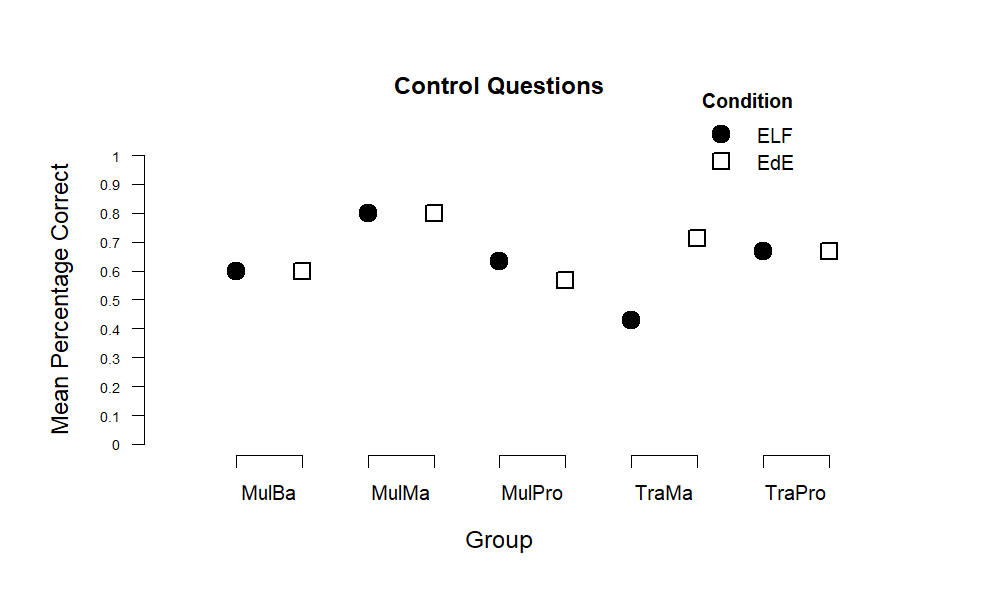 Control Questions
Condition
ELF
EdE
Mean Percentage Correct
1
0.9
0.8
0.7
0.6
0.5
0.4
0.3
0.2
0.1
0
MulBa MulMa MulPro TraMa TraPro
Group